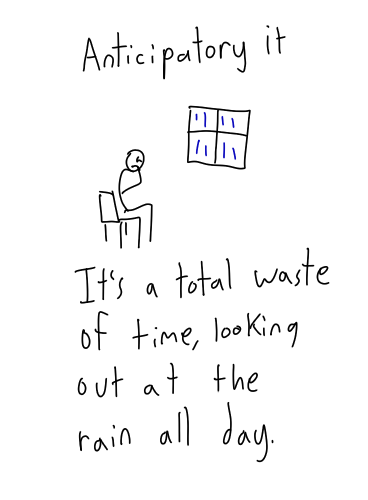 Anticipatory it
It's a total waste
of time, looking
out at the
rain all day.